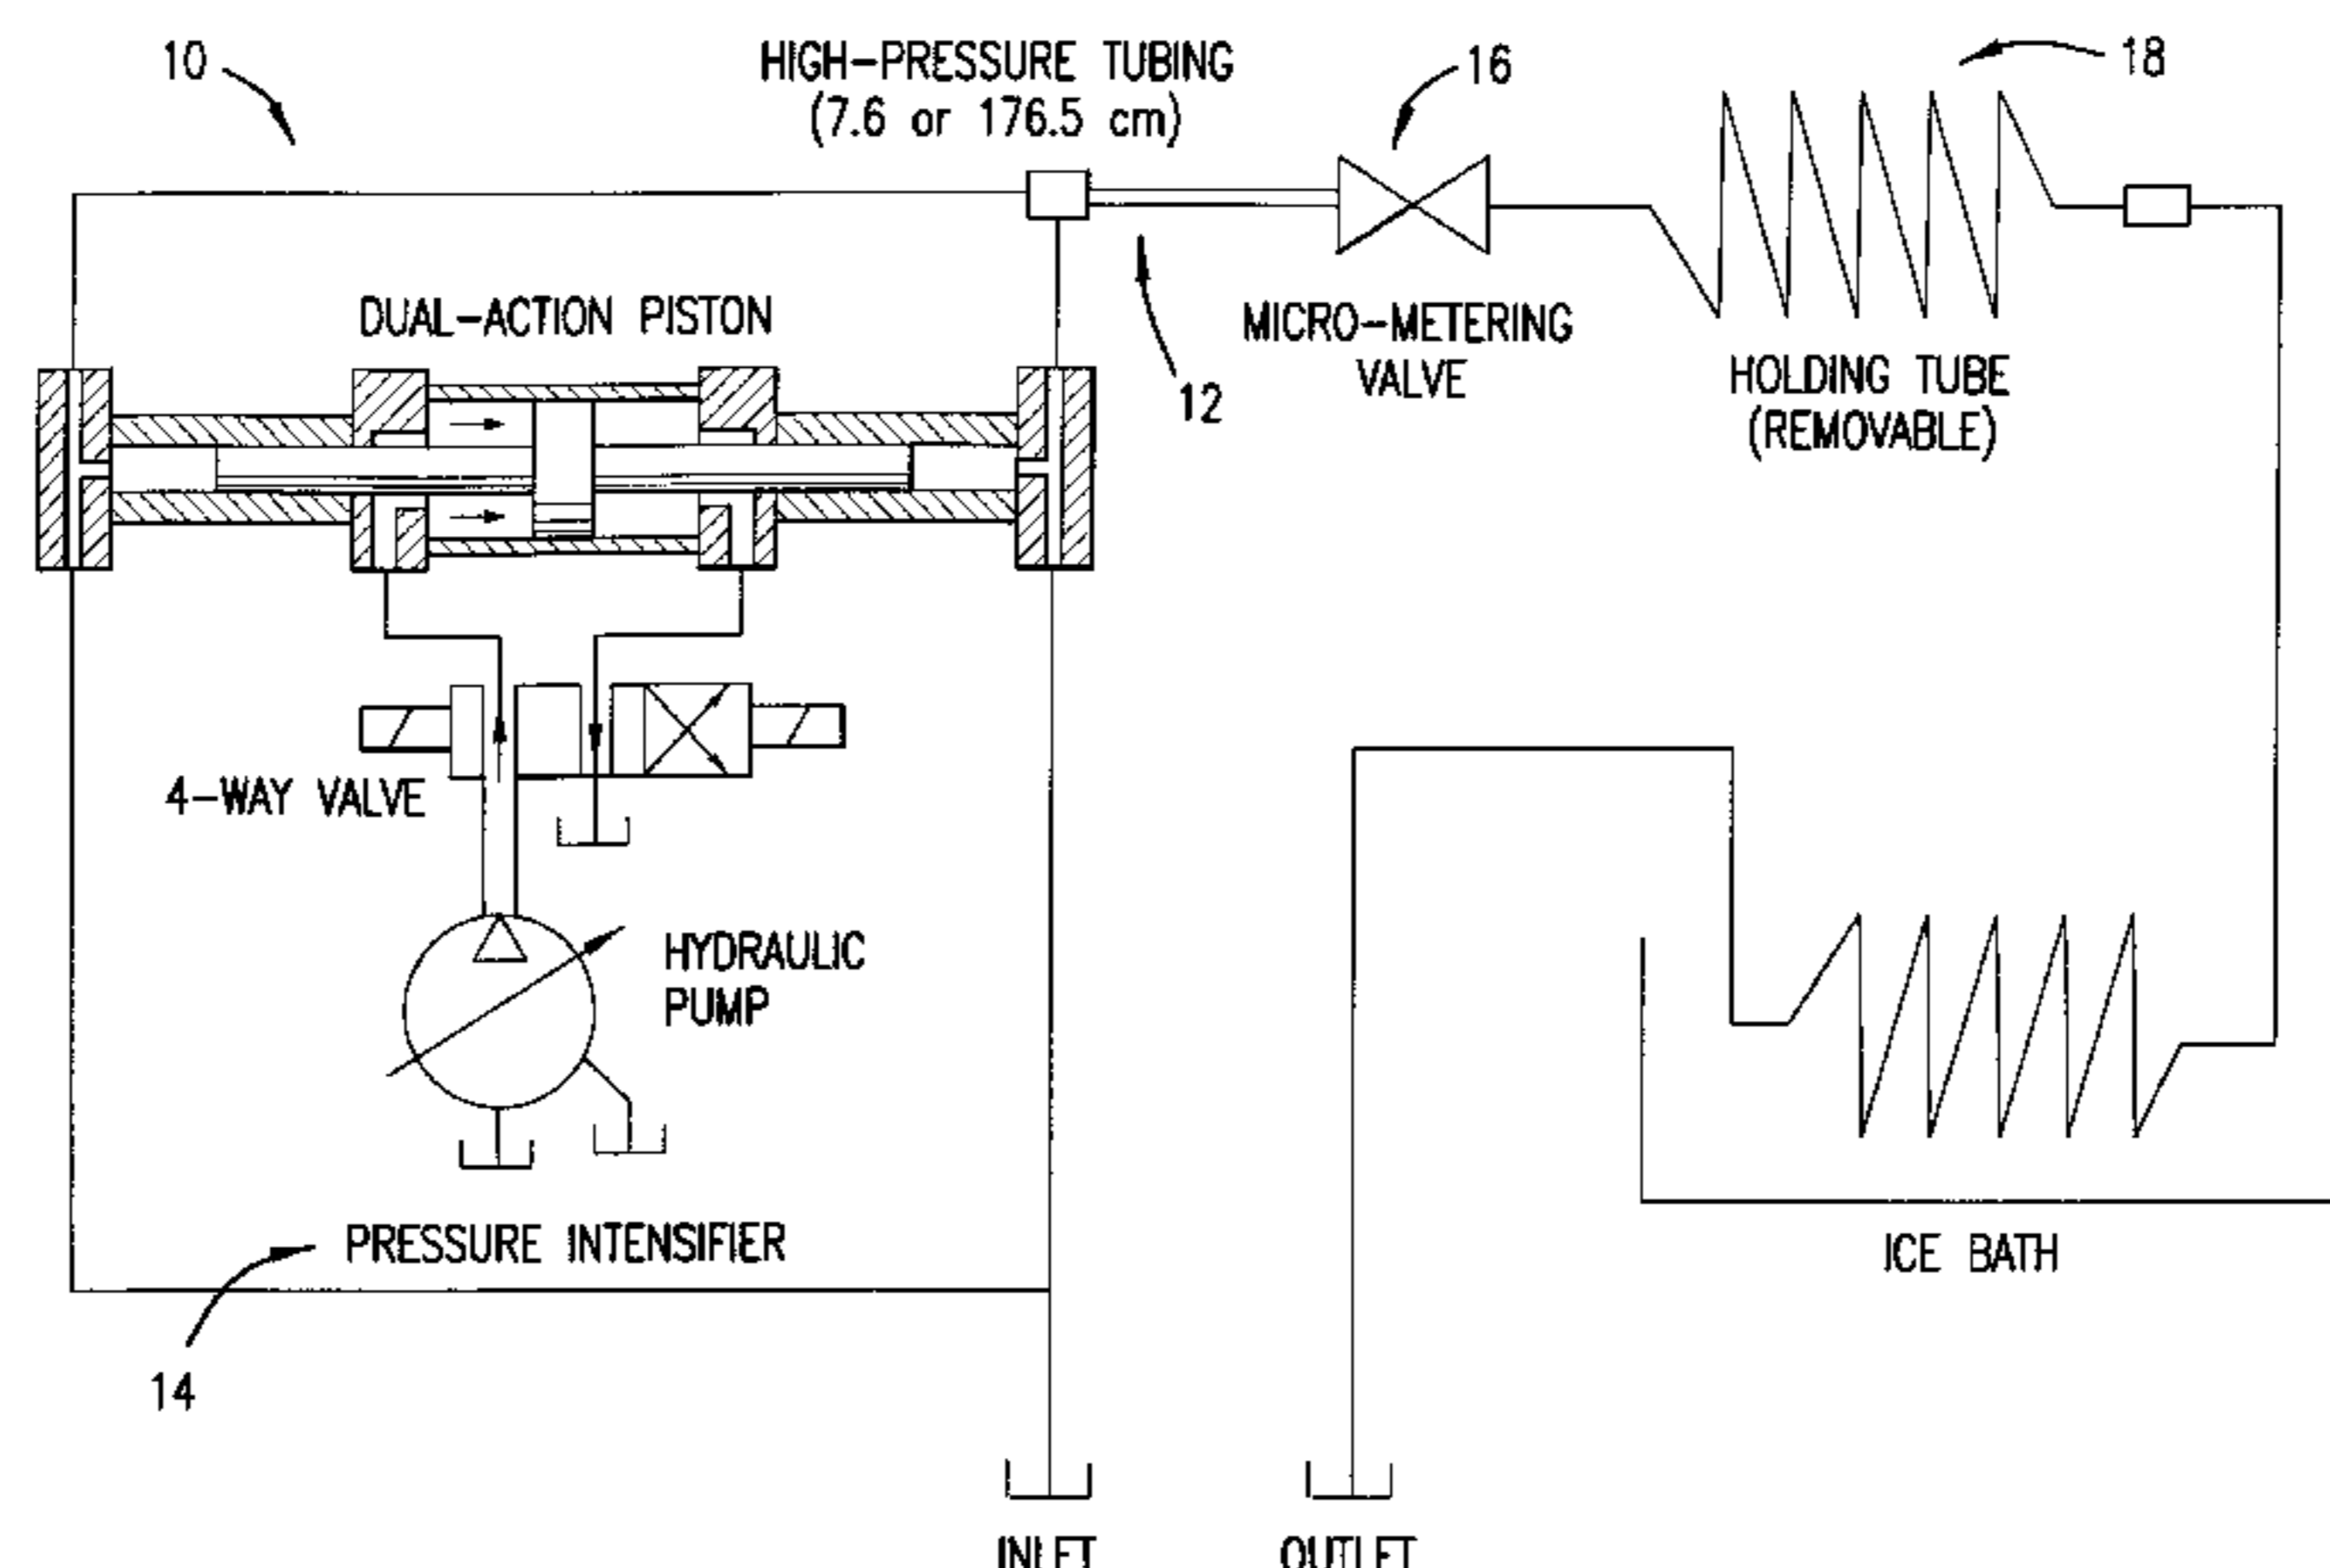 10
HIGH-PRESSURE TUBING
(7.6 or 176.5 cm)
16
18
DUAL-ACTION PISTON
MICRO-METERING
VALVE
12
HOLDING TUBE
(REMOVABLE)
4-WAY VALVE
HYDRAULIC
PUMP
PRESSURE INTENSIFIER
ICE BATH
14
INLET
OUTLET